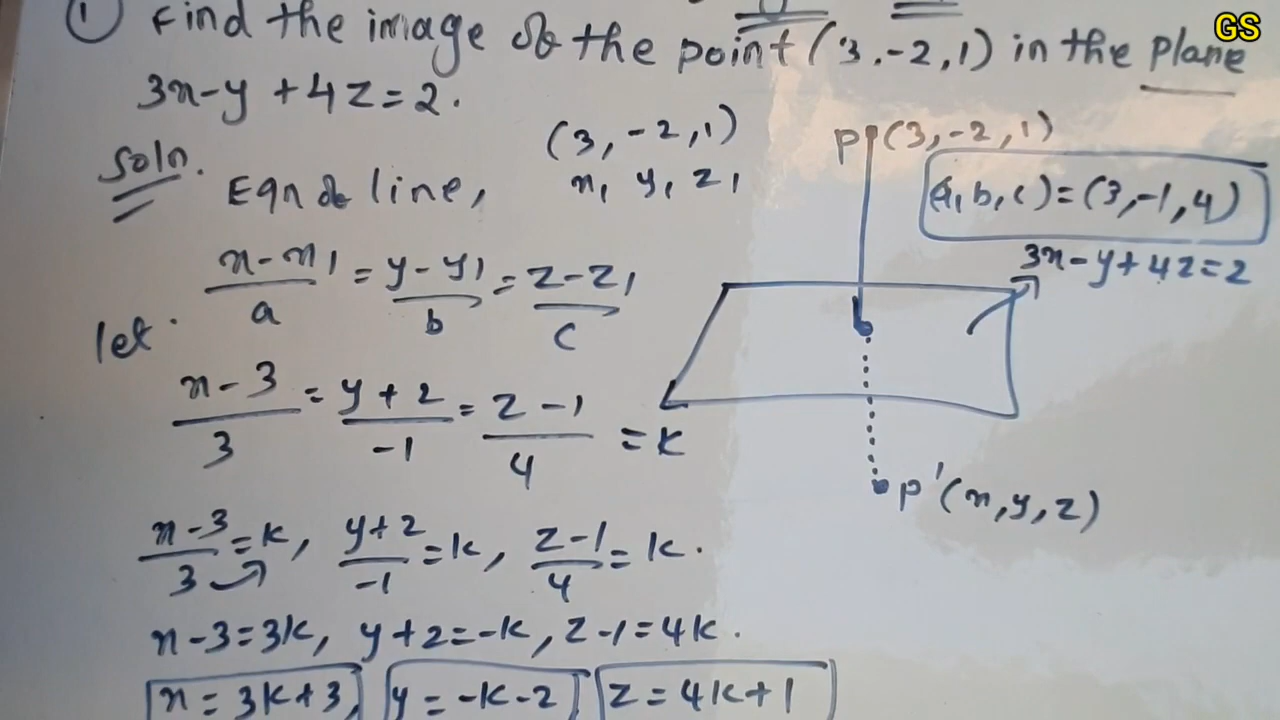 GS
① Find the image of the point (3,-2,1) in the plane
3x-y+4z=2.
Soln.
Eqn of line,
(3,-2,1)
x₁ y₁ z₁
P (3,-2,1)
(a,b,c)=(3,-1,4)
3x-y+4z=2
x-x₁/a = y-y₁/b = z-z₁/c
let
x-3/3 = y+2/-1 = z-1/4 = k
P'(x,y,z)
x-3/3=k, y+2/-1=k, z-1/4=k.
x-3=3k, y+2=-k, z-1=4k.
x=3k+3, y=-k-2 z=4k+1